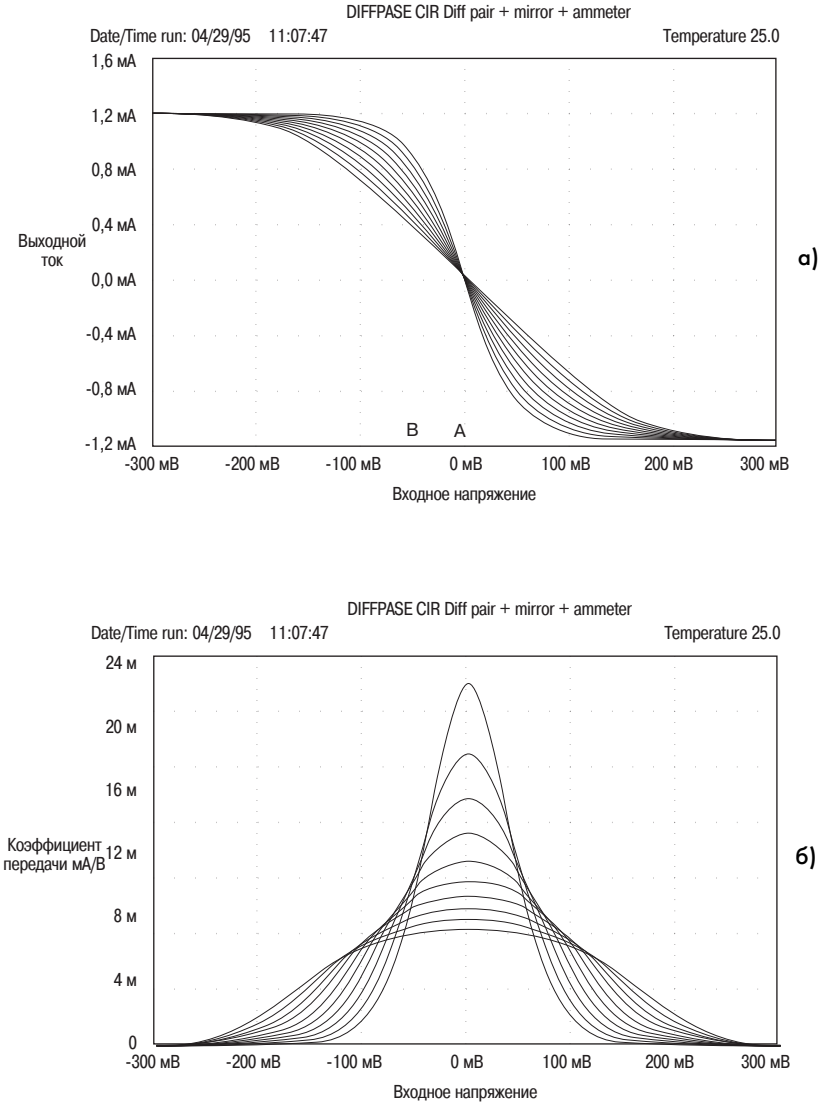 DIFFPASE CIR Diff pair + mirror + ammeter
Date/Time run: 04/29/95 11:07:47
Temperature 25.0
1,6 мА
1,2 мА
0,8 мА
0,4 мА
Выходной
ток
0,0 мА
-0,4 мА
-0,8 мА
-1,2 мА
а)
B A
-300 мВ -200 мВ -100 мВ 0 мВ 100 мВ 200 мВ 300 мВ
Входное напряжение
DIFFPASE CIR Diff pair + mirror + ammeter
Date/Time run: 04/29/95 11:07:47
Temperature 25.0
24 м
20 м
16 м
Коэффициент
передачи мА/В
12 м
8 м
4 м
0
б)
-300 мВ -200 мВ -100 мВ 0 мВ 100 мВ 200 мВ 300 мВ
Входное напряжение